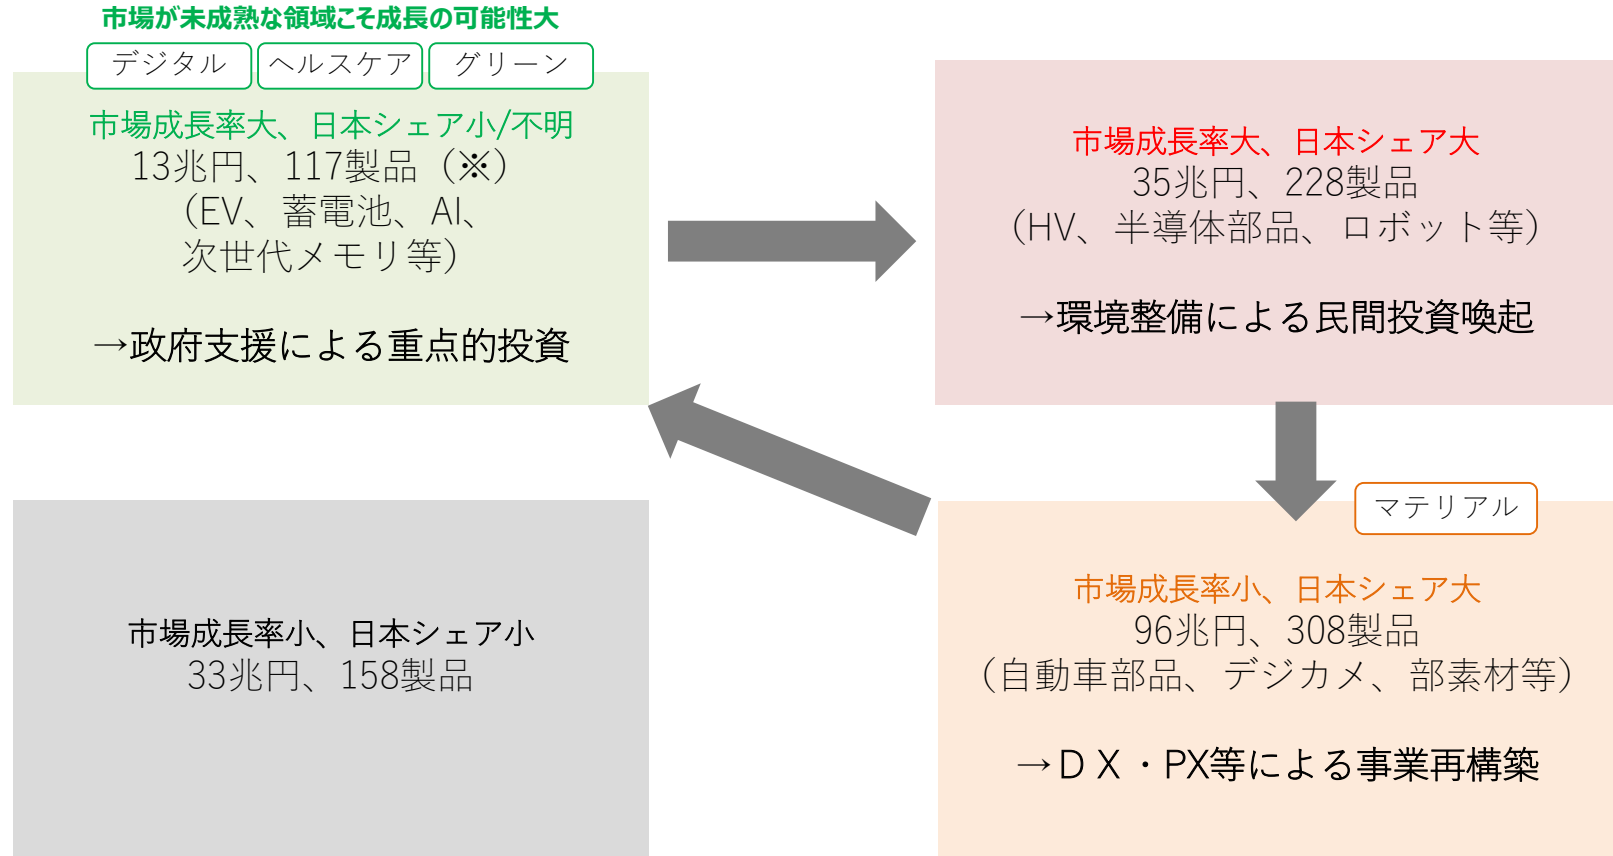 市場が未成熟な領域こそ成長の可能性大
デジタル
ヘルスケア
グリーン
市場成長率大、日本シェア小/不明
13兆円、117製品（※）
（EV、蓄電池、AI、
次世代メモリ等）
→政府支援による重点的投資
市場成長率大、日本シェア大
35兆円、228製品
（HV、半導体部品、ロボット等）
→環境整備による民間投資喚起
市場成長率小、日本シェア小
33兆円、158製品
マテリアル
市場成長率小、日本シェア大
96兆円、308製品
（自動車部品、デジカメ、部素材等）
→ＤＸ・PX等による事業再構築